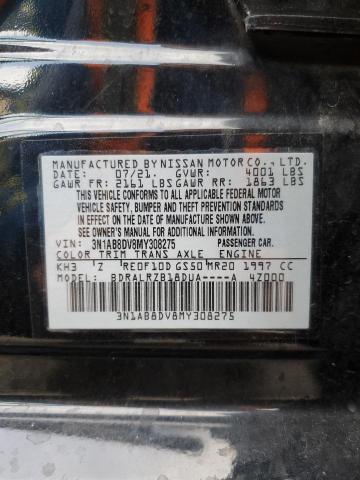 MANUFACTURED BY NISSAN MOTOR CO., LTD.
DATE: 07/21. GVWR: 4001 LBS
GAWR FR: 2161 LBS GAWR RR: 1863 LBS
THIS VEHICLE CONFORMS TO ALL APPLICABLE FEDERAL MOTOR
VEHICLE SAFETY, BUMPER AND THEFT PREVENTION STANDARDS
IN EFFECT ON THE DATE OF MANUFACTURE SHOWN ABOVE.
SEE OWNER'S MANUAL OR ADDITIONAL INFORMATION.
VIN: 3N1AB8DV8MY308275 PASSENGER CAR.
COLOR TRIM TRANS AXLE ENGINE
KH3 'Z 'RE0F10D GS50 MR20 1997 CC
MODEL: BDRALRZB18DUA----A 4Z000
3N1AB8DV8MY308275